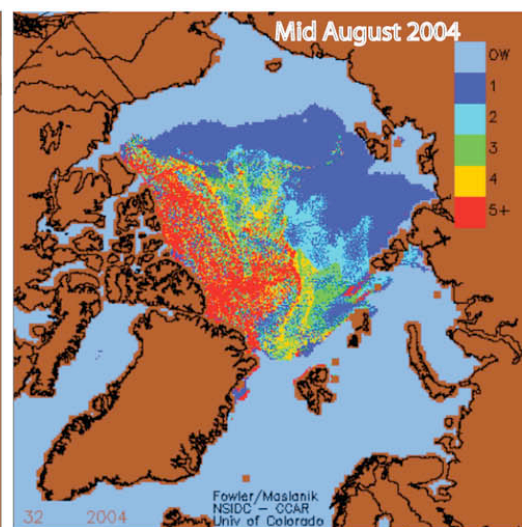 Mid August 2004
OW
1
2
3
4
5+
Fowler/Maslanik
NSIDC – CCAR
Univ of Colorado
32 2004